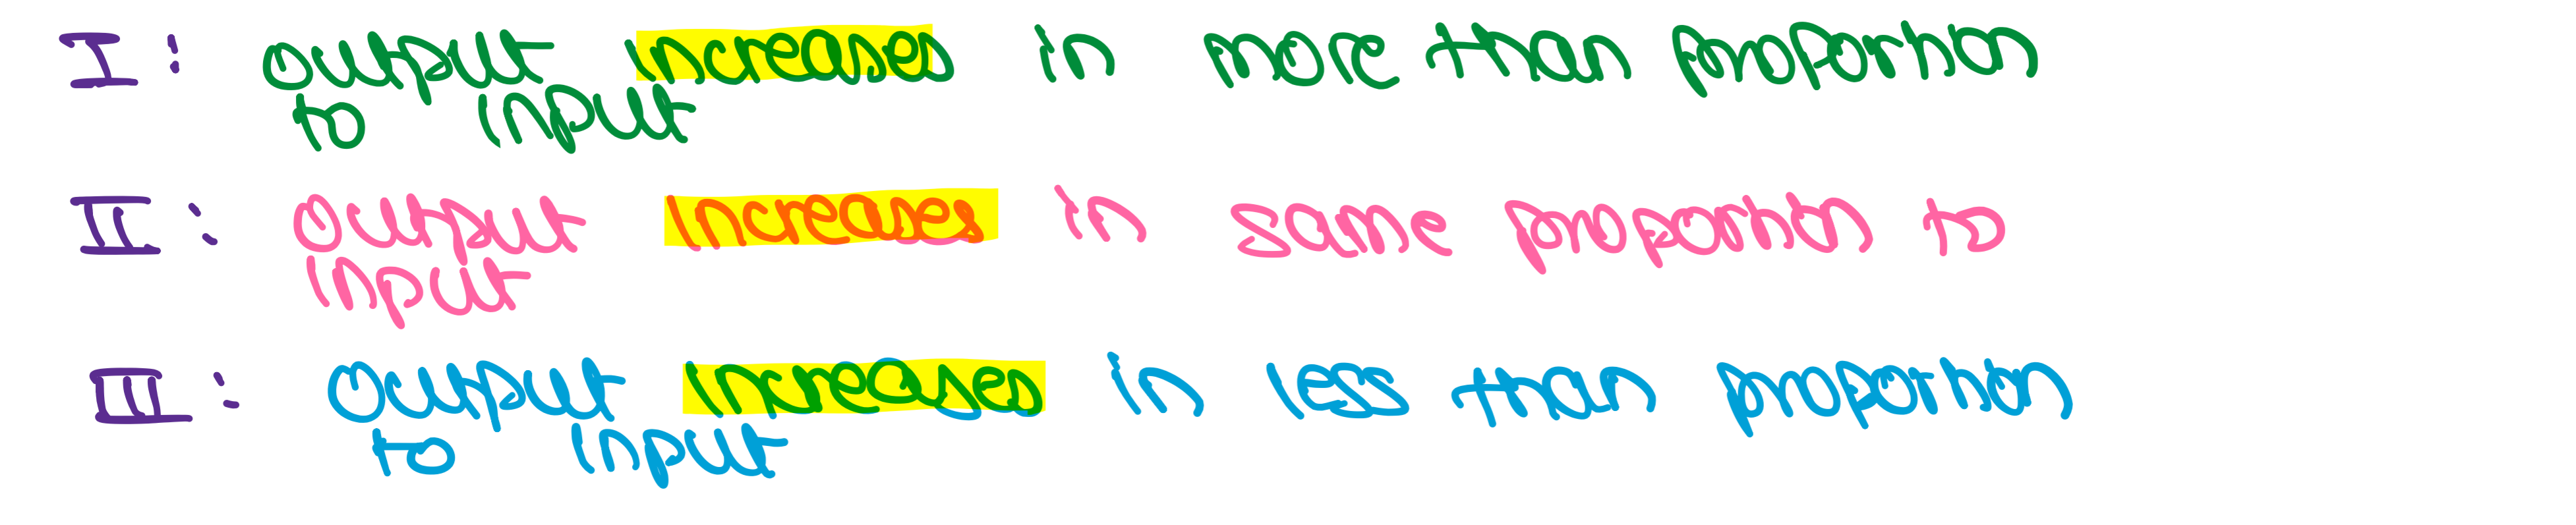 I: output increases in more than proportion
to input
II: output increases in same proportion to
input
III: output increases in less than proportion
to input